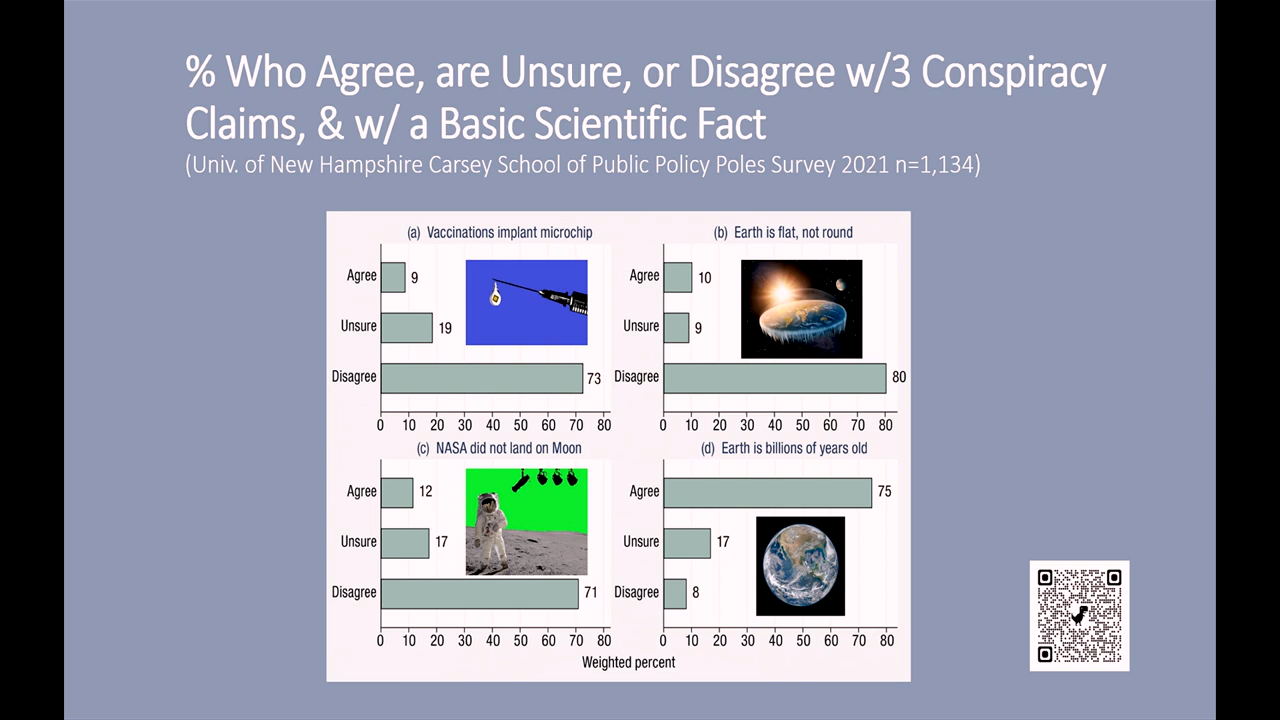 % Who Agree, are Unsure, or Disagree w/3 Conspiracy
Claims, & w/ a Basic Scientific Fact
(Univ. of New Hampshire Carsey School of Public Policy Poles Survey 2021 n=1,134)
(a) Vaccinations implant microchip
Agree 9
Unsure 19
Disagree 73
0 10 20 30 40 50 60 70 80
(b) Earth is flat, not round
Agree 10
Unsure 9
Disagree 80
0 10 20 30 40 50 60 70 80
(c) NASA did not land on Moon
Agree 12
Unsure 17
Disagree 71
0 10 20 30 40 50 60 70 80
(d) Earth is billions of years old
Agree 75
Unsure 17
Disagree 8
0 10 20 30 40 50 60 70 80
Weighted percent